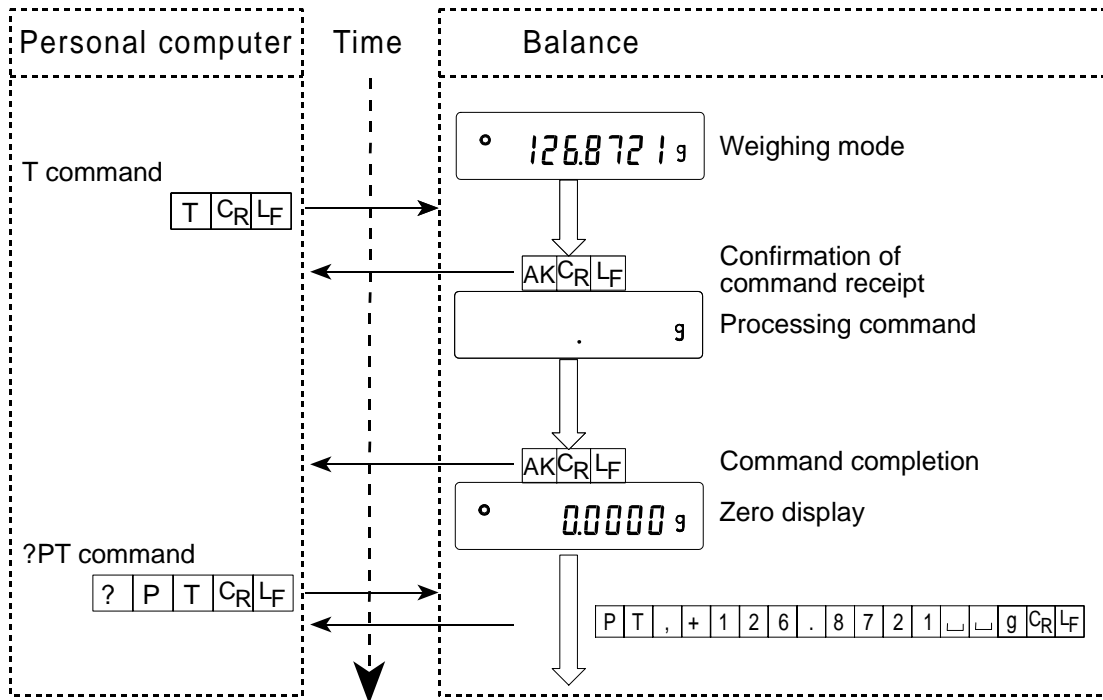 Personal computer
Time
Balance
126.8721 g
Weighing mode
T command
T CR LF
AK CR LF
Confirmation of
command receipt
. g
Processing command
AK CR LF
Command completion
0.0000 g
Zero display
?PT command
? P T CR LF
P T , + 1 2 6 . 8 7 2 1 ␣ ␣ g CR LF